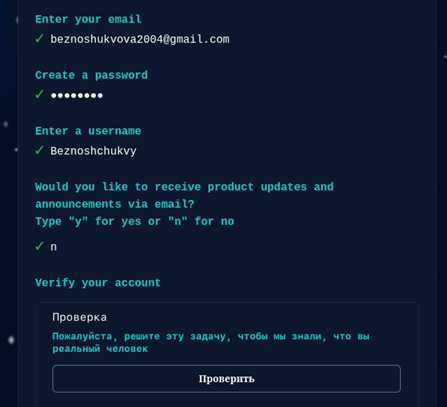 Enter your email
✓ beznoshukvova2004@gmail.com
Create a password
✓ ●●●●●●●●
Enter a username
✓ Beznoshchukvy
Would you like to receive product updates and
announcements via email?
Type "y" for yes or "n" for no
✓ n
Verify your account
Проверка
Пожалуйста, решите эту задачу, чтобы мы знали, что вы
реальный человек
Проверить